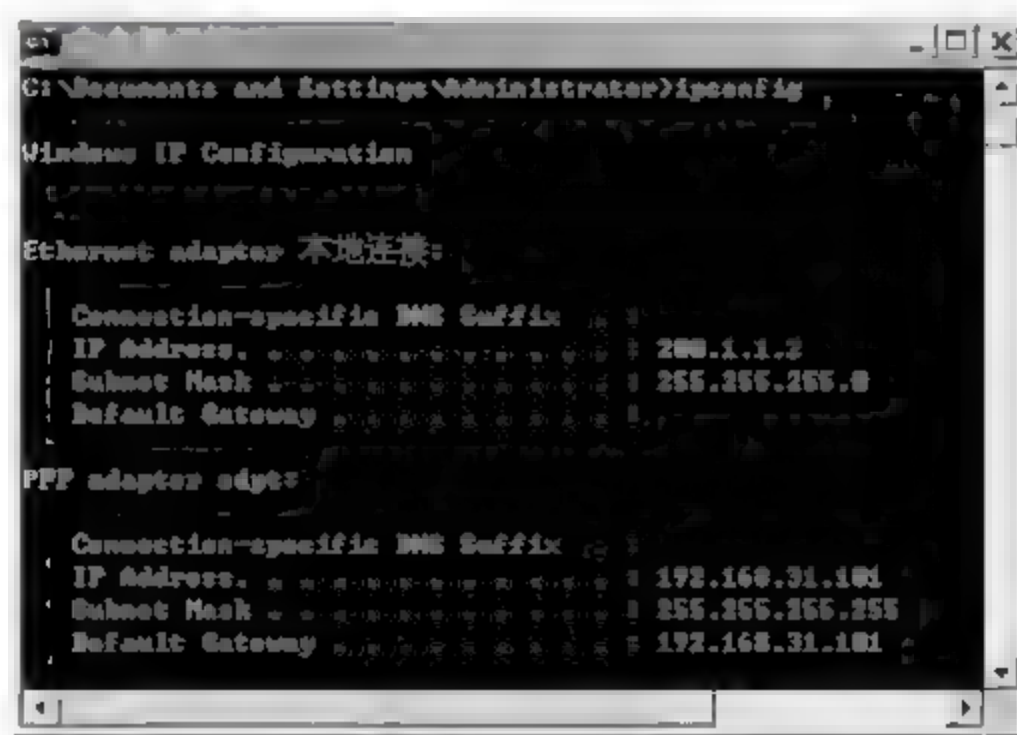 C:\Documents and Settings\Administrator>ipconfig
Windows IP Configuration
Ethernet adapter 本地连接:
Connection-specific DNS Suffix . :
IP Address. . . . . . . . . . . . : 200.1.1.2
Subnet Mask . . . . . . . . . . . : 255.255.255.0
Default Gateway . . . . . . . . . :
PPP adapter sdpt:
Connection-specific DNS Suffix . :
IP Address. . . . . . . . . . . . : 192.168.31.101
Subnet Mask . . . . . . . . . . . : 255.255.255.255
Default Gateway . . . . . . . . . : 192.168.31.101